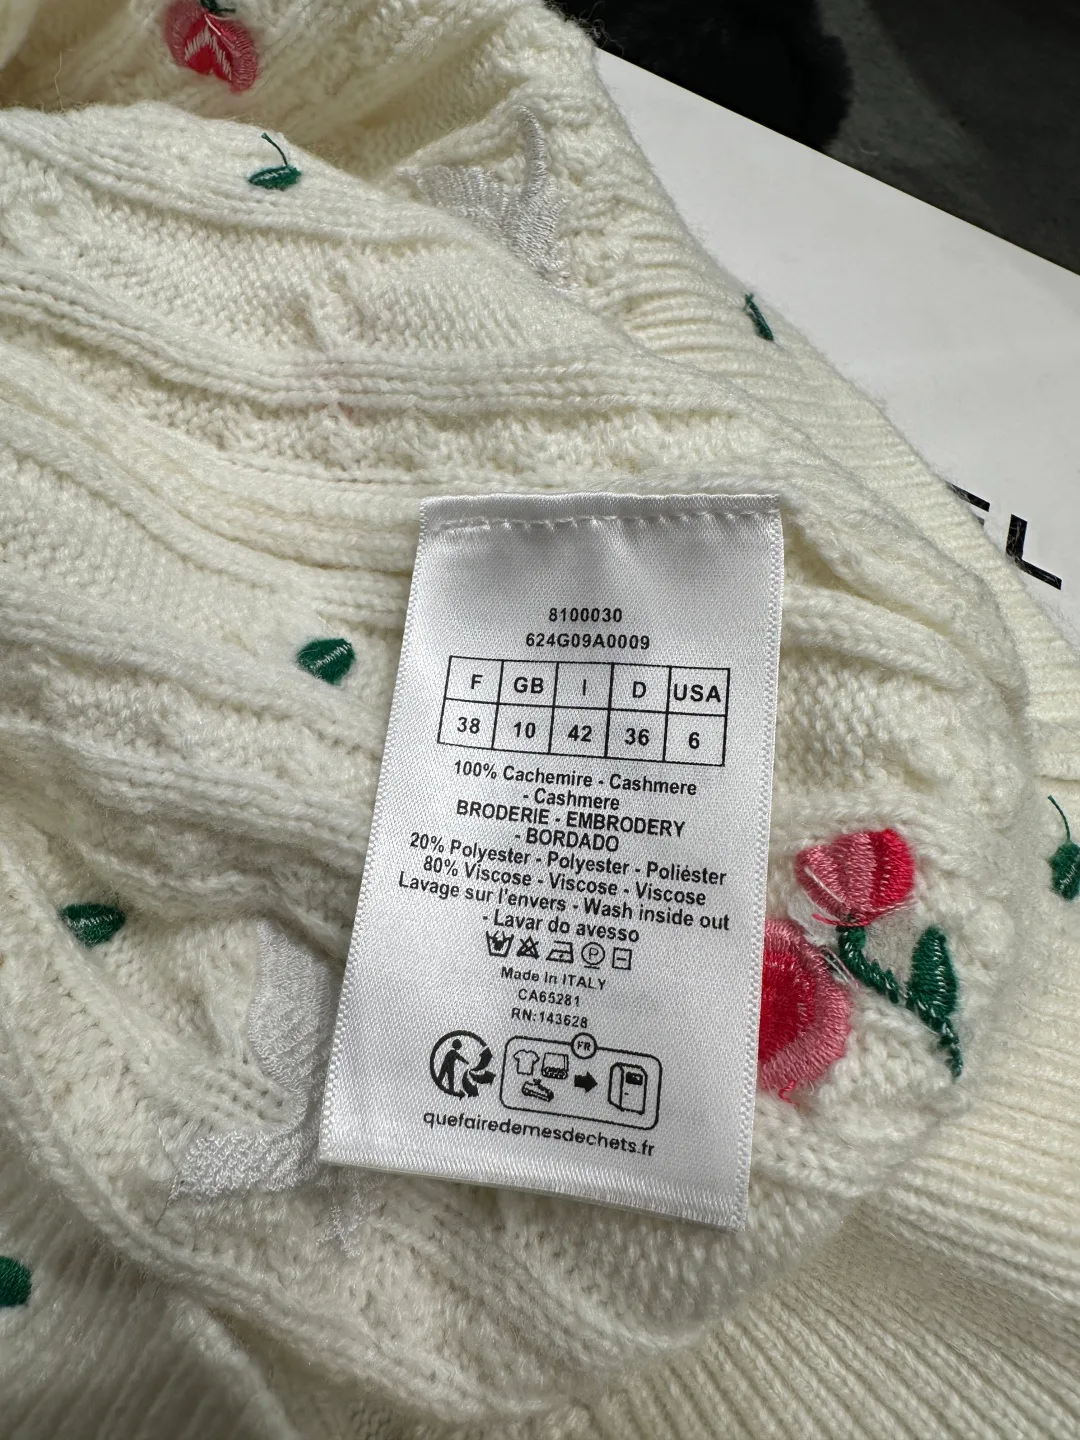 8100030
624G09A0009
F GB I D USA
38 10 42 36 6
100% Cachemire - Cashmere
- Cashmere
BRODERIE - EMBRODERY
- BORDADO
20% Polyester - Polyester - Poliéster
80% Viscose - Viscose - Viscose
Lavage sur l'envers - Wash inside out
- Lavar do avesso
P
Made In ITALY
CA65281
RN:143628
FR
quefairedemesdechets.fr